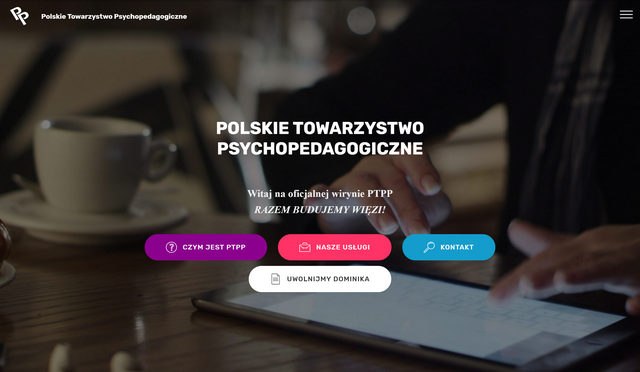 PP
Polskie Towarzystwo Psychopedagogiczne
POLSKIE TOWARZYSTWO
PSYCHOPEDAGOGICZNE
Witaj na oficjalnej wirynie PTPP
RAZEM BUDUJEMY WIĘZI!
CZYM JEST PTPP
NASZE USŁUGI
KONTAKT
UWOLNIJMY DOMINIKA